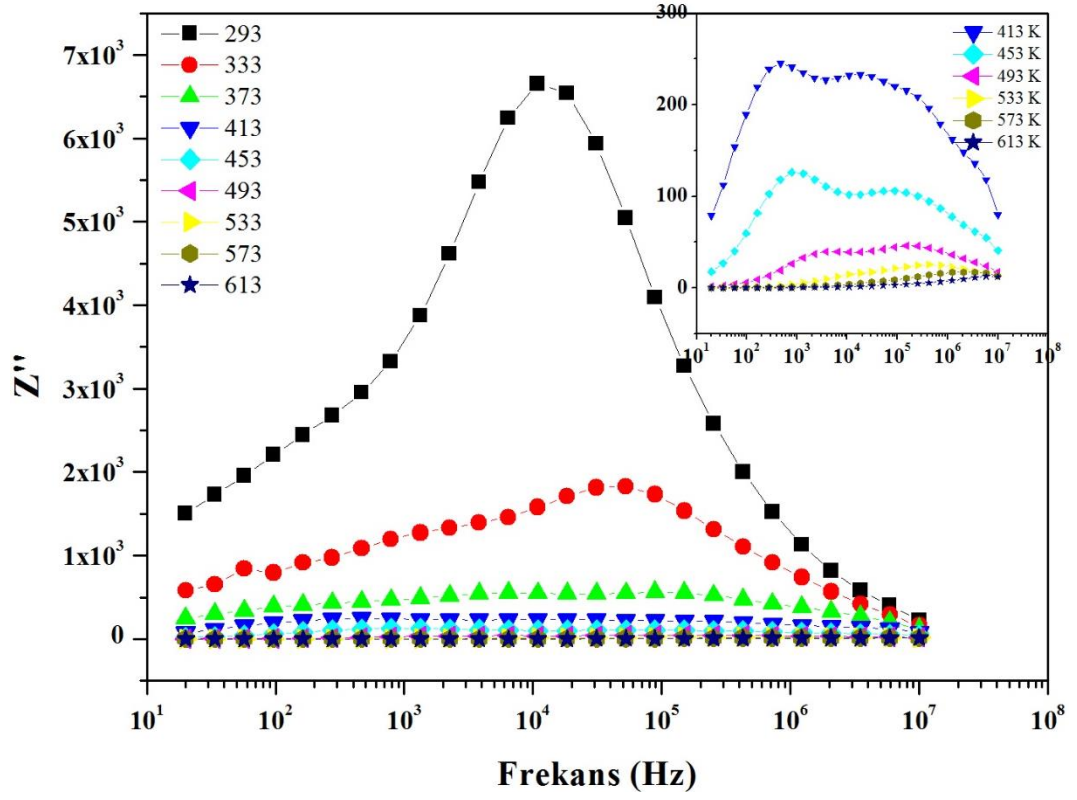 Z''
7x10³
6x10³
5x10³
4x10³
3x10³
2x10³
1x10³
0
293
333
373
413
453
493
533
573
613
300
200
100
0
413 K
453 K
493 K
533 K
573 K
613 K
10¹ 10² 10³ 10⁴ 10⁵ 10⁶ 10⁷ 10⁸
10¹ 10² 10³ 10⁴ 10⁵ 10⁶ 10⁷ 10⁸
Frekans (Hz)